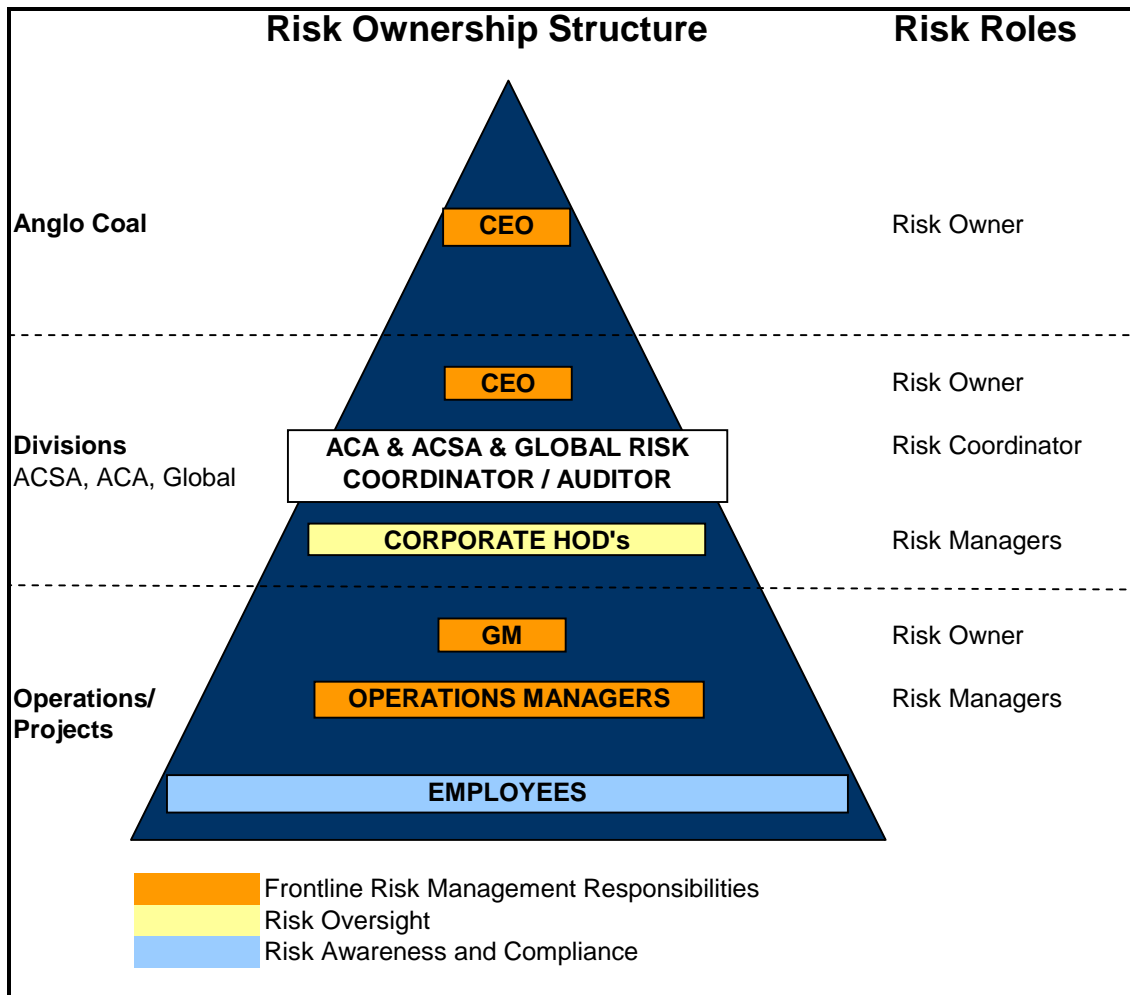 Risk Ownership Structure
Risk Roles
Anglo Coal
CEO
Risk Owner
CEO
Risk Owner
Divisions
ACSA, ACA, Global
ACA & ACSA & GLOBAL RISK
COORDINATOR / AUDITOR
Risk Coordinator
CORPORATE HOD's
Risk Managers
GM
Risk Owner
Operations/
Projects
OPERATIONS MANAGERS
Risk Managers
EMPLOYEES
Frontline Risk Management Responsibilities
Risk Oversight
Risk Awareness and Compliance